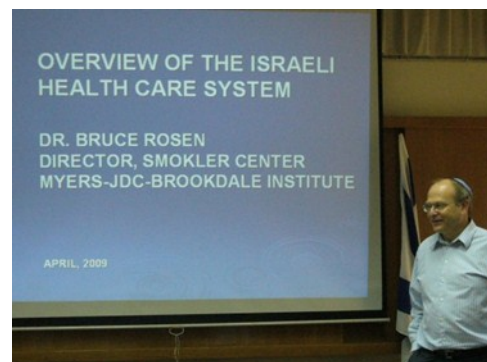 OVERVIEW OF THE ISRAELI
HEALTH CARE SYSTEM
DR. BRUCE ROSEN
DIRECTOR, SMOKLER CENTER
MYERS-JDC-BROOKDALE INSTITUTE
APRIL, 2009